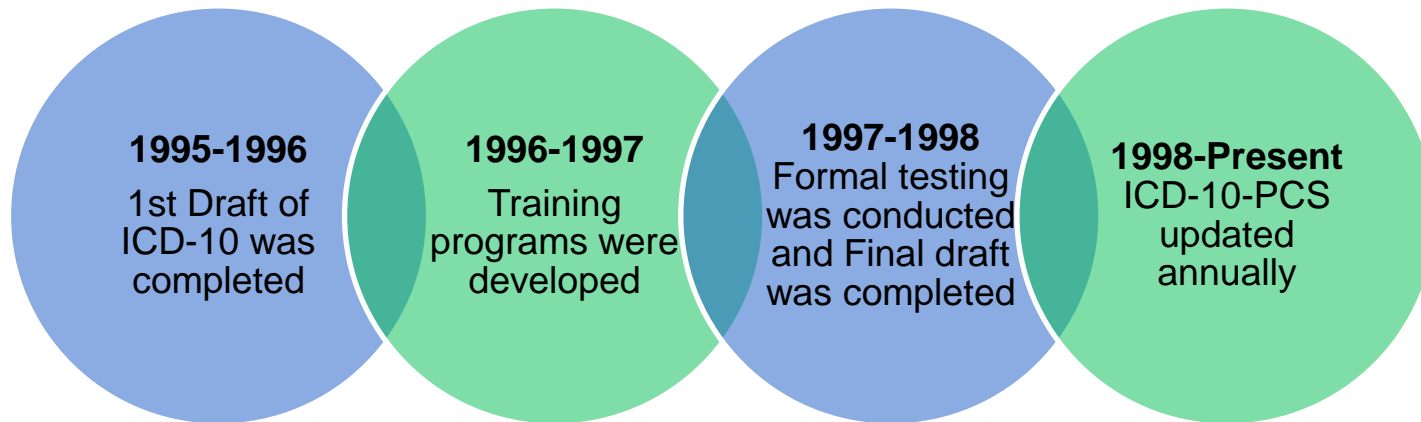 1995-1996
1st Draft of
ICD-10 was
completed
1996-1997
Training
programs were
developed
1997-1998
Formal testing
was conducted
and Final draft
was completed
1998-Present
ICD-10-PCS
updated
annually